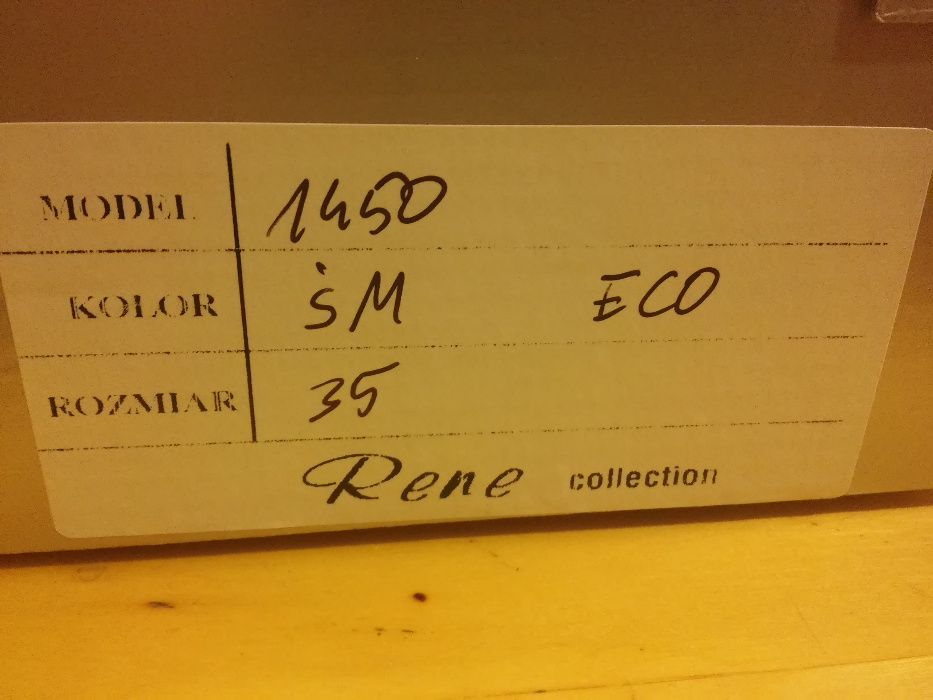 MODEL 1450
KOLOR ŚM ECO
ROZMIAR 35
Rene collection